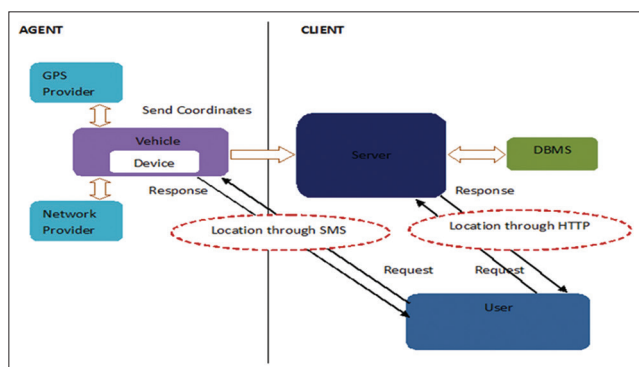 AGENT
CLIENT
GPS
Provider
Send Coordinates
Vehicle
Device
Server
DBMS
Response
Response
Network
Provider
Location through SMS
Location through HTTP
Request
Request
User